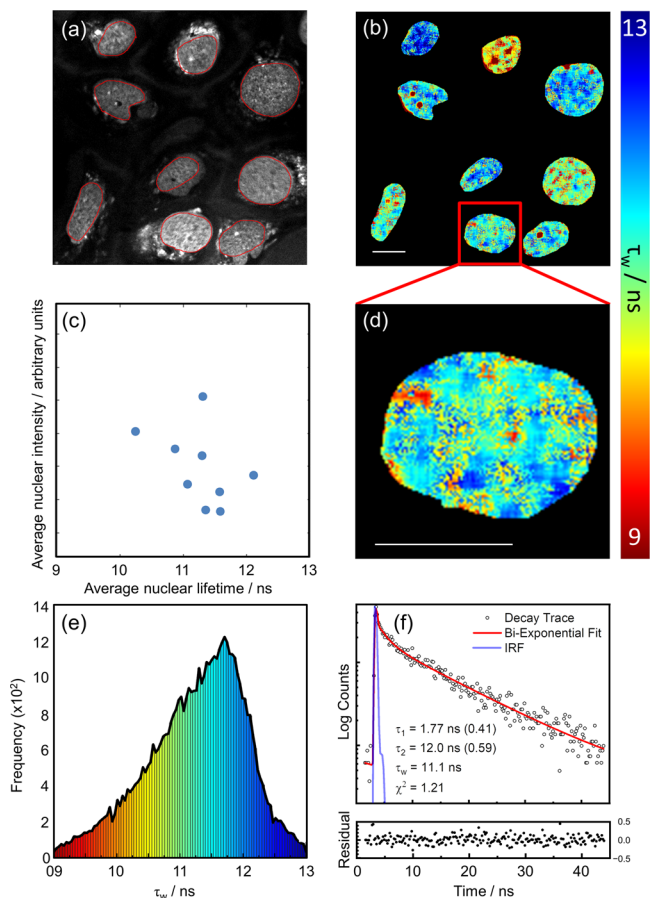 (a)
(b)
13
τw / ns
9
(c)
Average nuclear intensity / arbitrary units
9 10 11 12 13
Average nuclear lifetime / ns
(d)
(e)
14
12
10
8
6
4
2
0
Frequency (x10²)
09 10 11 12 13
τw / ns
(f)
Decay Trace
Bi-Exponential Fit
IRF
Log Counts
τ1 = 1.77 ns (0.41)
τ2 = 12.0 ns (0.59)
τw = 11.1 ns
χ² = 1.21
Residual
0.5
0.0
-0.5
0 10 20 30 40
Time / ns